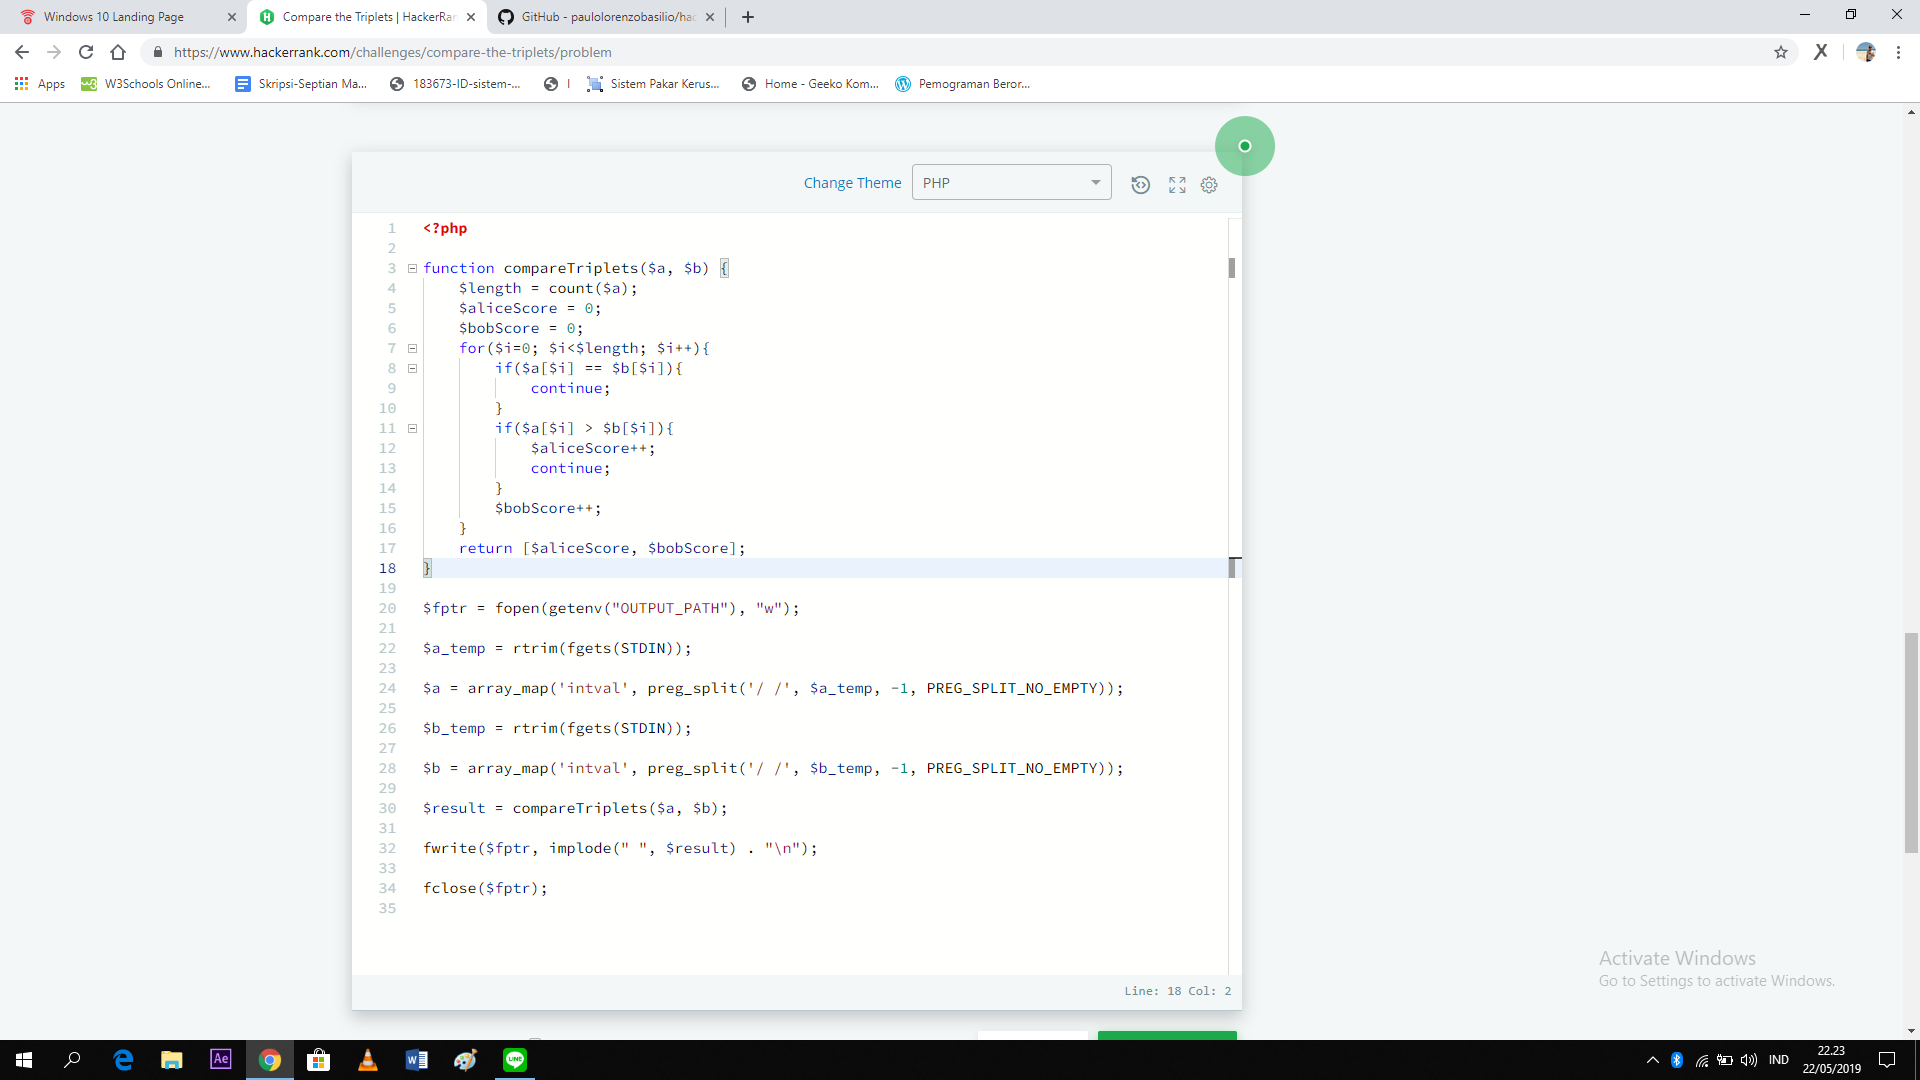 Windows 10 Landing Page
Compare the Triplets | HackerRan
GitHub - paulolorenzobasilio/hac
https://www.hackerrank.com/challenges/compare-the-triplets/problem
X
Apps
W3Schools Online...
Skripsi-Septian Ma...
183673-ID-sistem-...
I
Sistem Pakar Kerus...
Home - Geeko Kom...
Pemograman Beror...
Change Theme
PHP
1 <?php
2
3 function compareTriplets($a, $b) {
4 $length = count($a);
5 $aliceScore = 0;
6 $bobScore = 0;
7 for($i=0; $i<$length; $i++){
8 if($a[$i] == $b[$i]){
9 continue;
10 }
11 if($a[$i] > $b[$i]){
12 $aliceScore++;
13 continue;
14 }
15 $bobScore++;
16 }
17 return [$aliceScore, $bobScore];
18 }
19
20 $fptr = fopen(getenv("OUTPUT_PATH"), "w");
21
22 $a_temp = rtrim(fgets(STDIN));
23
24 $a = array_map('intval', preg_split('/ /', $a_temp, -1, PREG_SPLIT_NO_EMPTY));
25
26 $b_temp = rtrim(fgets(STDIN));
27
28 $b = array_map('intval', preg_split('/ /', $b_temp, -1, PREG_SPLIT_NO_EMPTY));
29
30 $result = compareTriplets($a, $b);
31
32 fwrite($fptr, implode(" ", $result) . "\n");
33
34 fclose($fptr);
35
Line: 18 Col: 2
Activate Windows
Go to Settings to activate Windows.
Ae
LINE
IND
22.23
22/05/2019